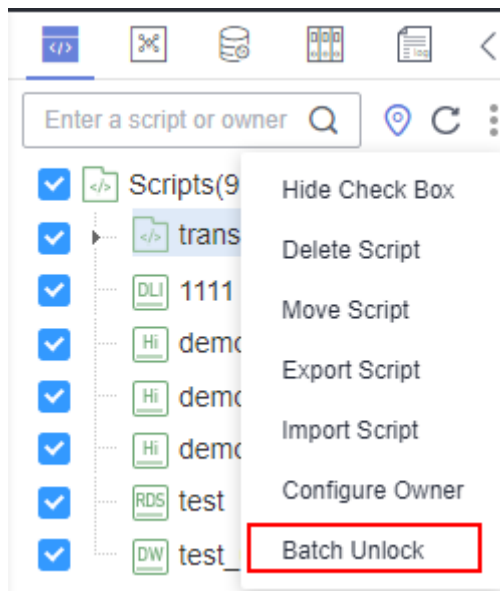 </>
log
Enter a script or owner
</> Scripts(9
</> trans
DLI 1111
Hi demo
Hi demo
Hi demo
RDS test
DW test_
Hide Check Box
Delete Script
Move Script
Export Script
Import Script
Configure Owner
Batch Unlock